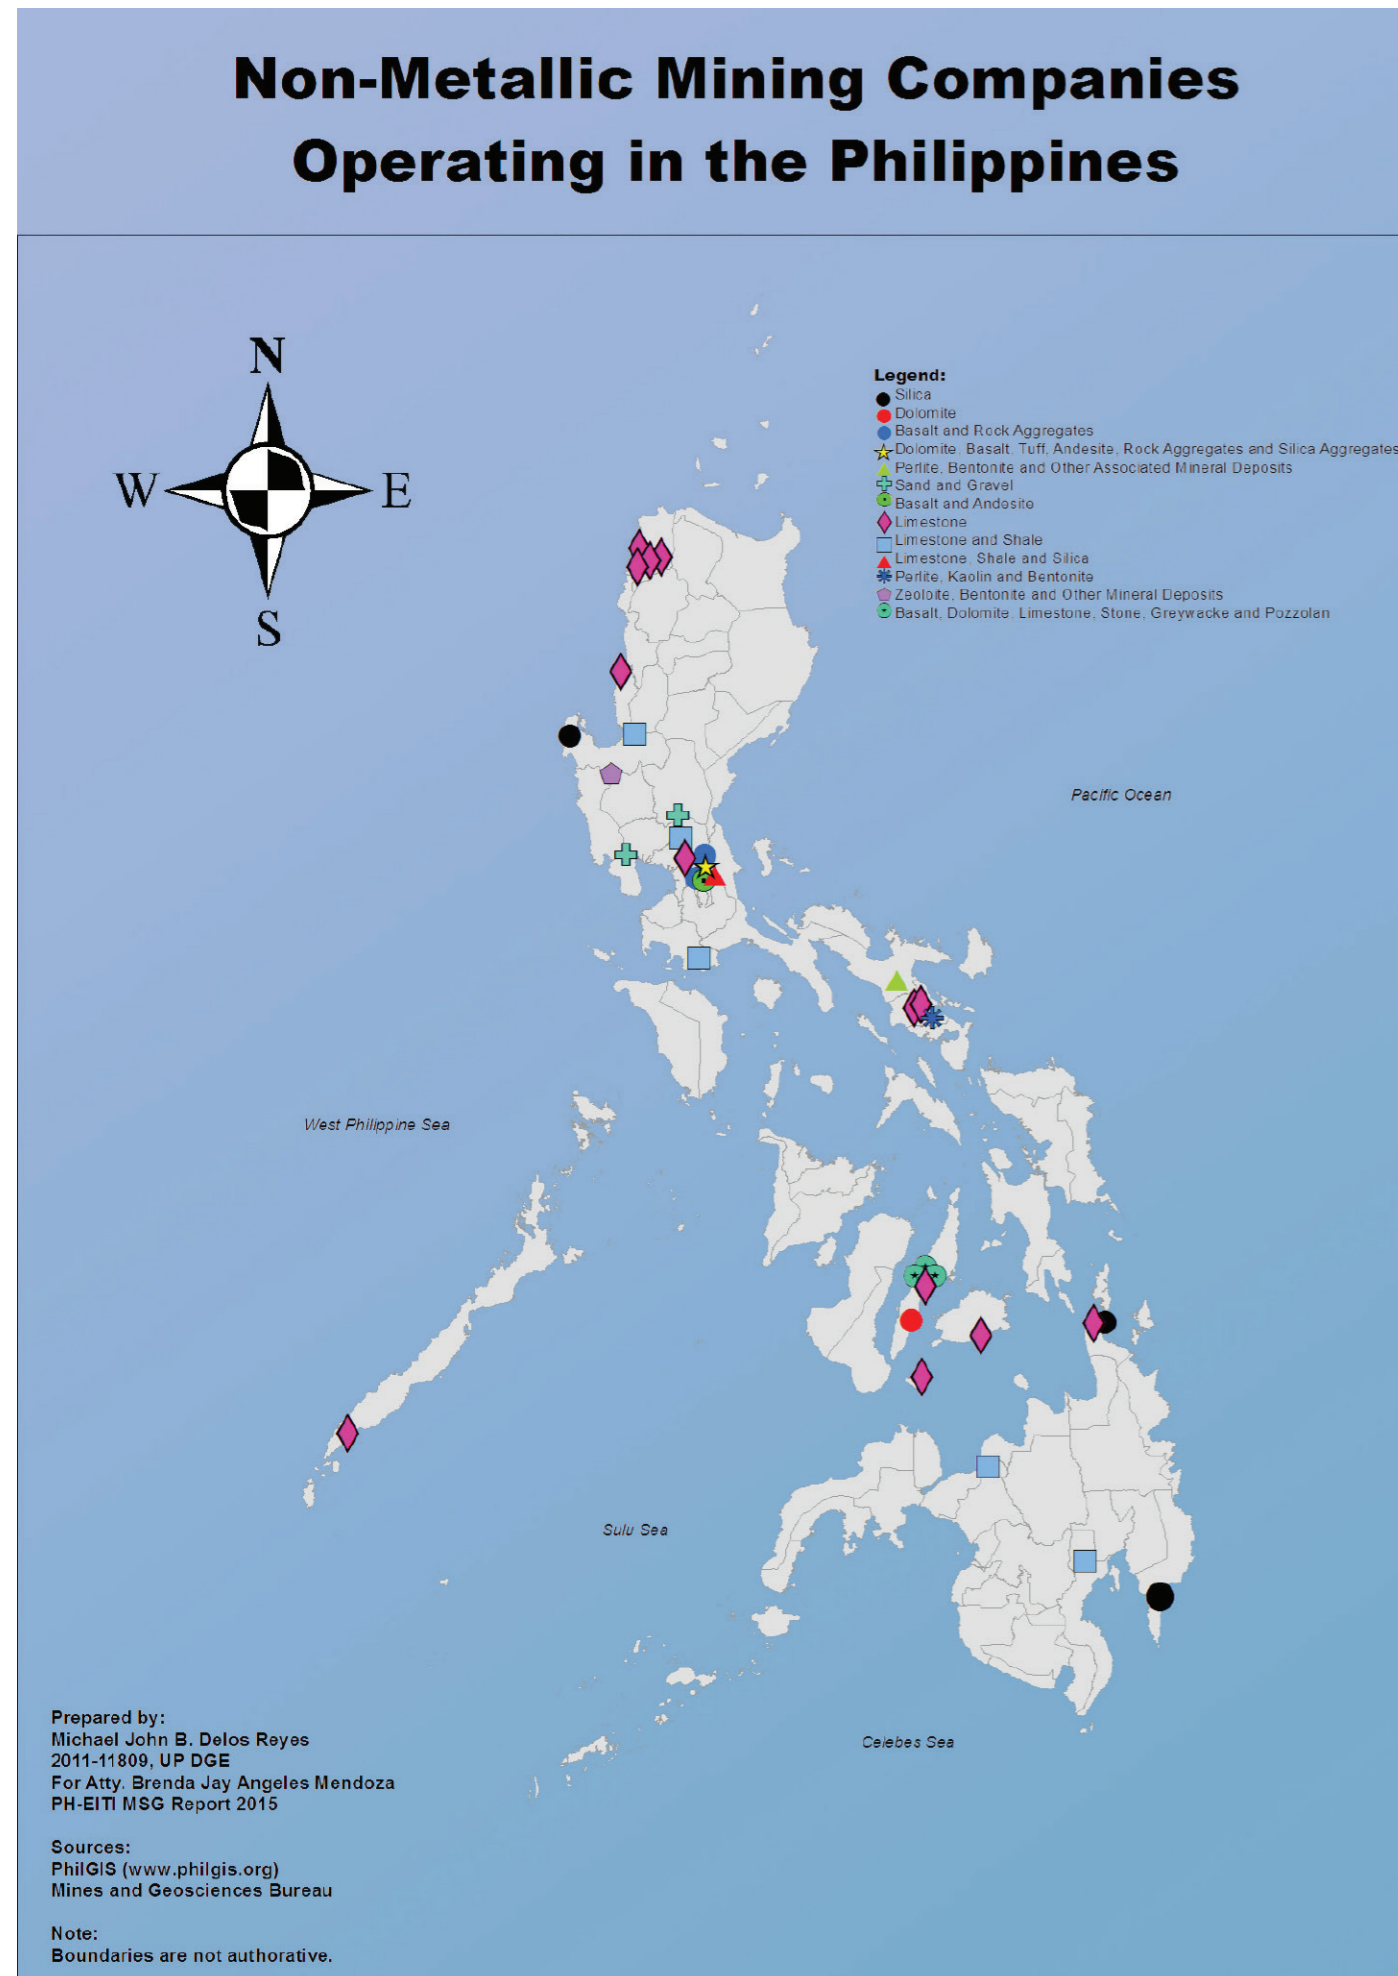 Non-Metallic Mining Companies
Operating in the Philippines
N
W
E
S
Legend:
Silica
Dolomite
Basalt and Rock Aggregates
Dolomite, Basalt, Tuff, Andesite, Rock Aggregates and Silica Aggregates
Perlite, Bentonite and Other Associated Mineral Deposits
Sand and Gravel
Basalt and Andesite
Limestone
Limestone and Shale
Limestone, Shale and Silica
Perlite, Kaolin and Bentonite
Zeoloite, Bentonite and Other Mineral Deposits
Basalt, Dolomite, Limestone, Stone, Greywacke and Pozzolan
Pacific Ocean
West Philippine Sea
Sulu Sea
Celebes Sea
Prepared by:
Michael John B. Delos Reyes
2011-11809, UP DGE
For Atty. Brenda Jay Angeles Mendoza
PH-EITI MSG Report 2015
Sources:
PhilGIS (www.philgis.org)
Mines and Geosciences Bureau
Note:
Boundaries are not authorative.